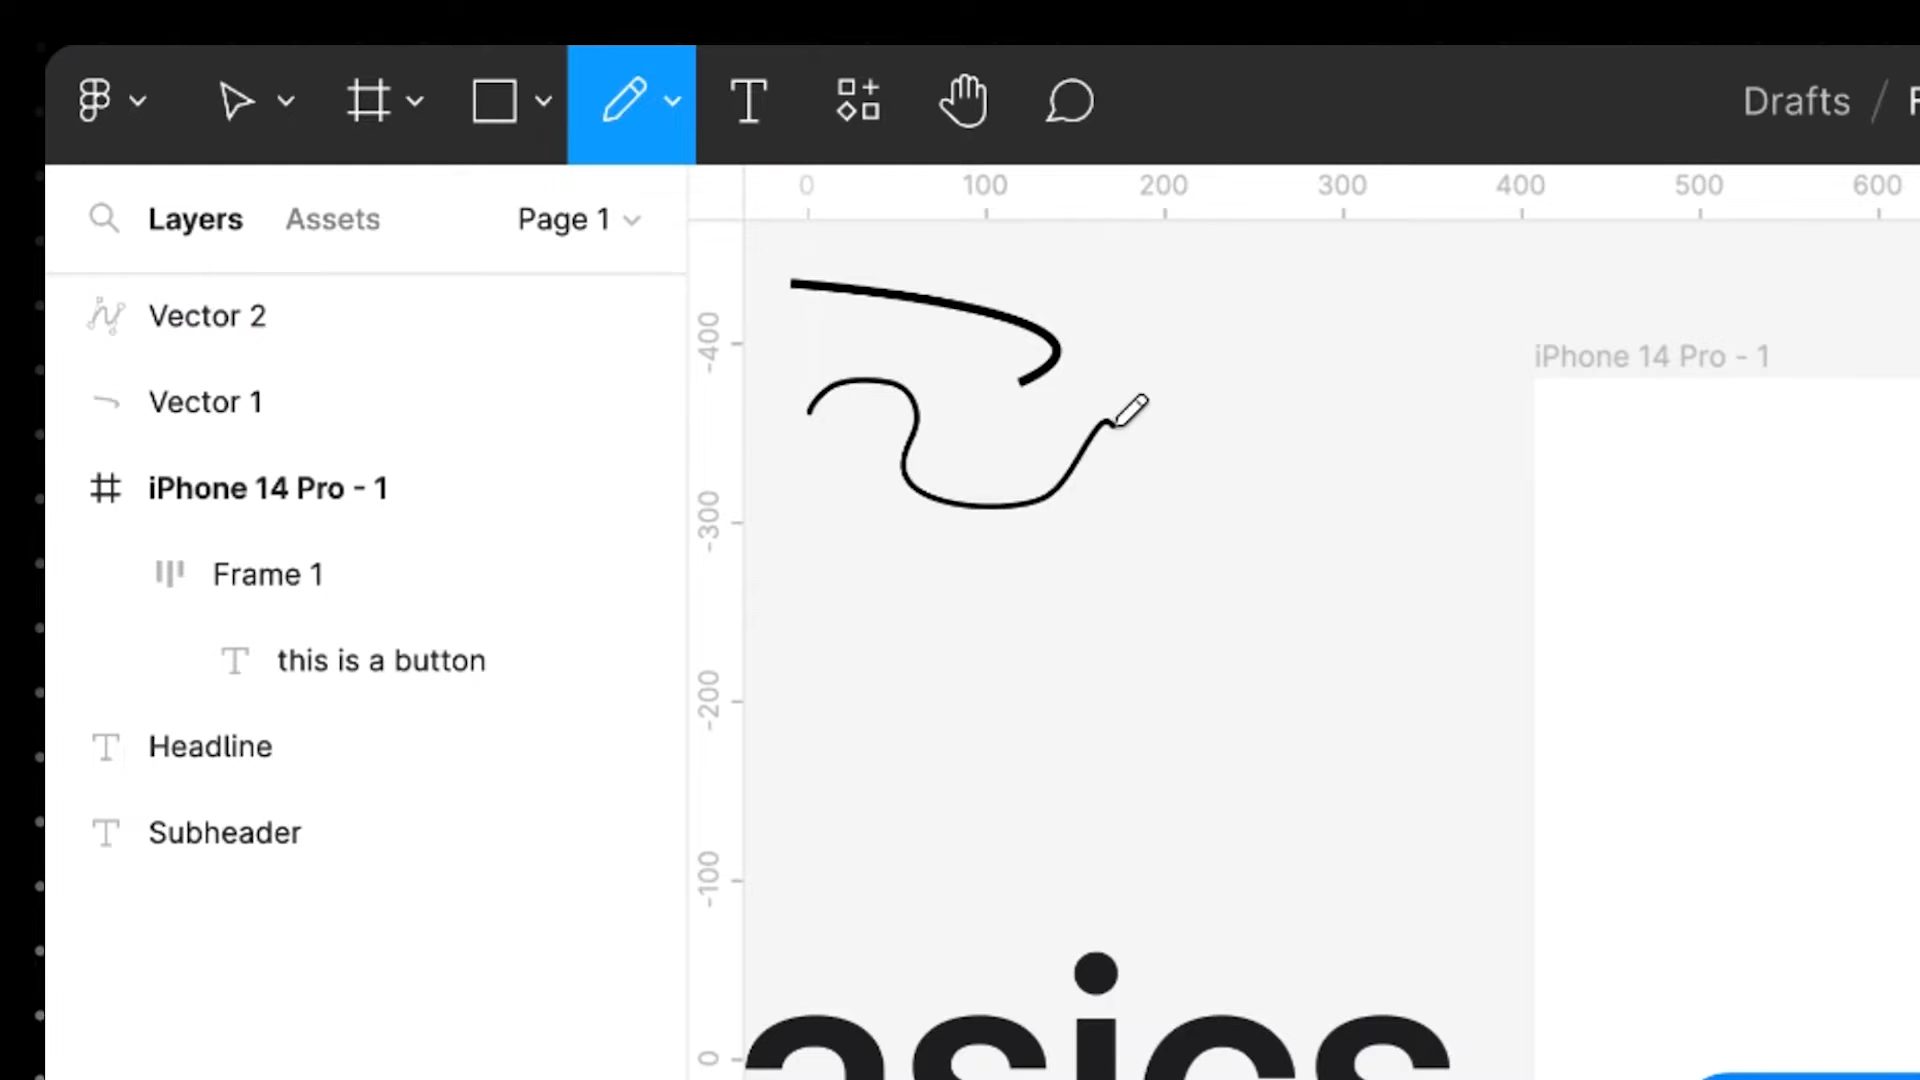 Drafts /
Layers Assets Page 1
0 100 200 300 400 500 600
Vector 2
Vector 1
iPhone 14 Pro - 1
Frame 1
this is a button
Headline
Subheader
-400
-300
-200
-100
0
iPhone 14 Pro - 1
asics